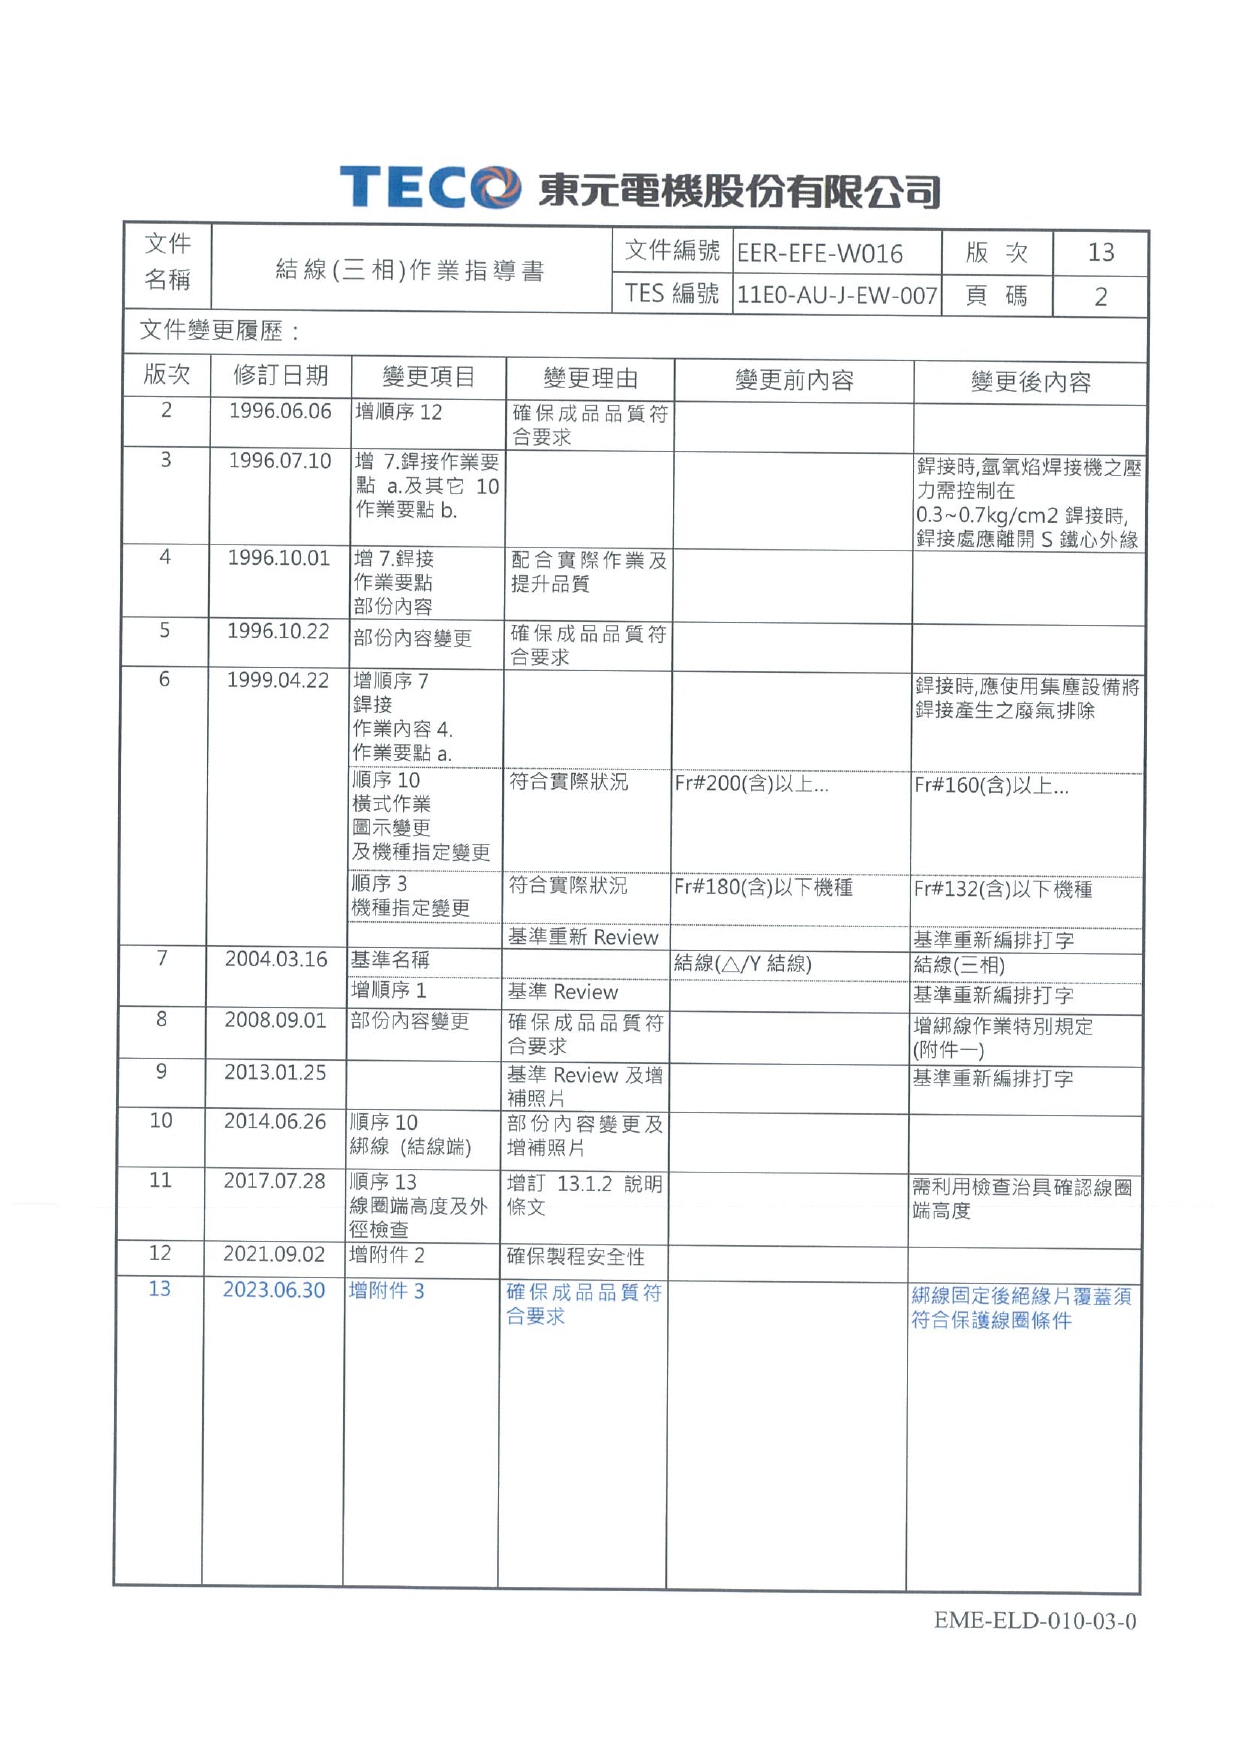 TECO 東元電機股份有限公司
文件
名稱
結線(三相)作業指導書
文件編號 EER-EFE-W016 版次 13
TES 編號 11E0-AU-J-EW-007 頁碼 2
文件變更履歷：
版次 修訂日期 變更項目 變更理由 變更前內容 變更後內容
2 1996.06.06 增順序 12 確保成品品質符
合要求
3 1996.07.10 增 7.銲接作業要
點 a.及其它 10
作業要點 b.
銲接時,氫氧焰焊接機之壓
力需控制在
0.3~0.7kg/cm2 銲接時,
銲接處應離開 S 鐵心外緣
4 1996.10.01 增 7.銲接
作業要點
部份內容
配合實際作業及
提升品質
5 1996.10.22 部份內容變更 確保成品品質符
合要求
6 1999.04.22 增順序 7
銲接
作業內容 4.
作業要點 a.
銲接時,應使用集塵設備將
銲接產生之廢氣排除
順序 10
橫式作業
圖示變更
及機種指定變更
符合實際狀況 Fr#200(含)以上... Fr#160(含)以上...
順序 3
機種指定變更
符合實際狀況 Fr#180(含)以下機種 Fr#132(含)以下機種
基準重新 Review 基準重新編排打字
7 2004.03.16 基準名稱 結線(△/Y 結線) 結線(三相)
增順序 1 基準 Review 基準重新編排打字
8 2008.09.01 部份內容變更 確保成品品質符
合要求
增綁線作業特別規定
(附件一)
9 2013.01.25 基準 Review 及增
補照片
基準重新編排打字
10 2014.06.26 順序 10
綁線 (結線端)
部份內容變更及
增補照片
11 2017.07.28 順序 13
線圈端高度及外
徑檢查
增訂 13.1.2 說明
條文
需利用檢查治具確認線圈
端高度
12 2021.09.02 增附件 2 確保製程安全性
13 2023.06.30 增附件 3 確保成品品質符
合要求
綁線固定後絕緣片覆蓋須
符合保護線圈條件
EME-ELD-010-03-0